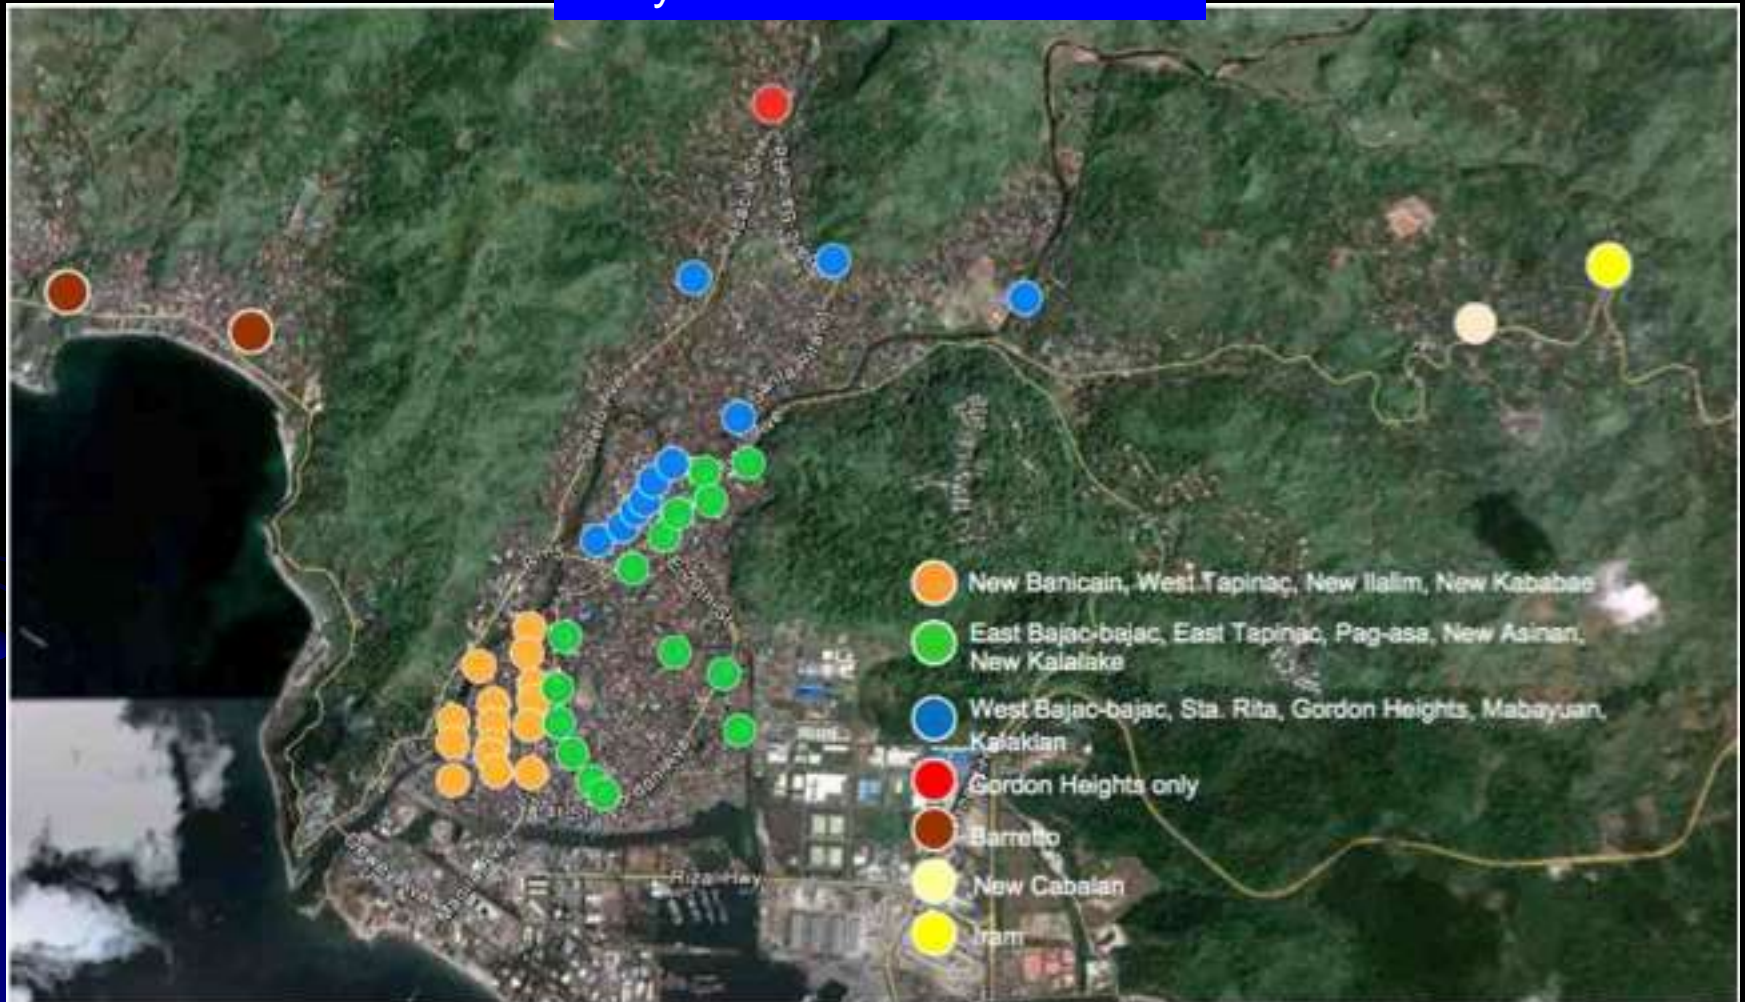 Rizal Hwy
New Banicain, West Tapinac, New Ilalim, New Kababae
East Bajac-bajac, East Tapinac, Pag-asa, New Asinan,
New Kalalake
West Bajac-bajac, Sta. Rita, Gordon Heights, Mabayuan,
Kalaklan
Gordon Heights only
Barretto
New Cabalan
Iram